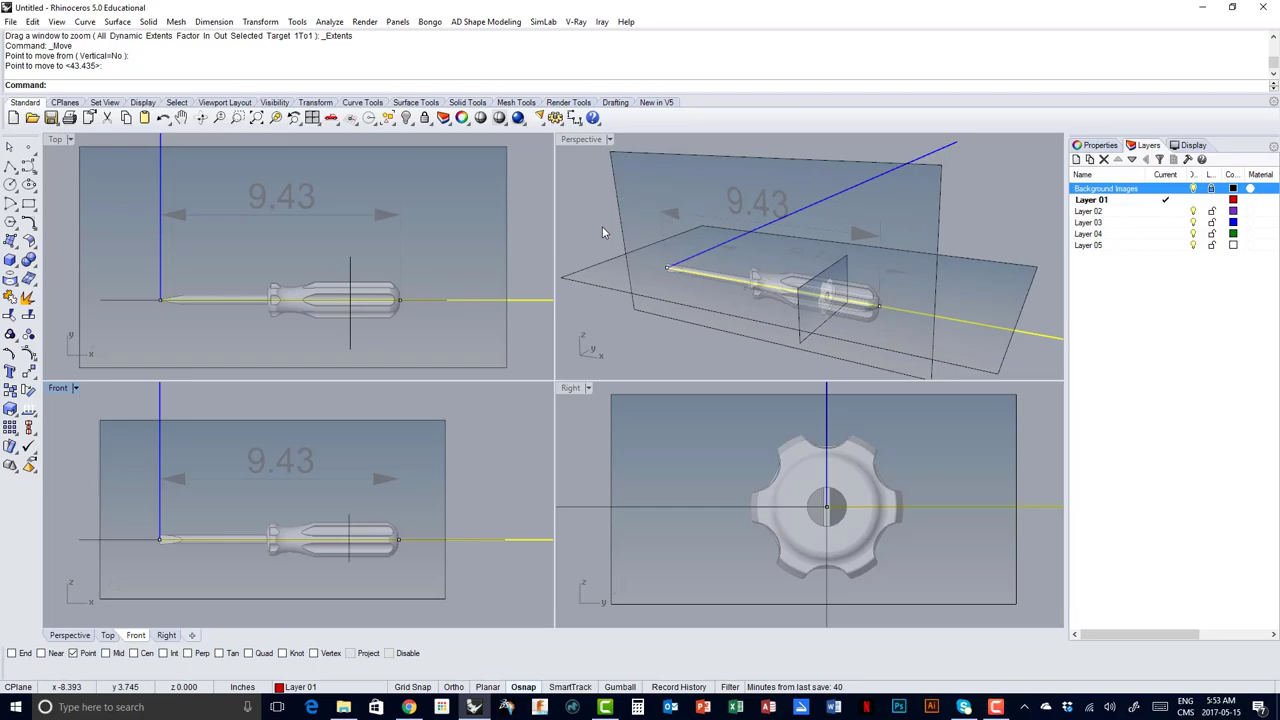 Untitled - Rhinoceros 5.0 Educational
File Edit View Curve Surface Solid Mesh Dimension Transform Tools Analyze Render Panels Bongo AD Shape Modeling SimLab V-Ray Iray Help
Drag a window to zoom ( All Dynamic Extents Factor In Out Selected Target 1To1 ): _Extents
Command: _Move
Point to move from ( Vertical=No ):
Point to move to <43.435>:
Command:
Standard CPlanes Set View Display Select Viewport Layout Visibility Transform Curve Tools Surface Tools Solid Tools Mesh Tools Render Tools Drafting New in V5
Top
9.43
y
x
Perspective
9.43
z
y
x
Front
9.43
z
x
Right
z
y
Properties Layers Display
Name Current L... Co... Material
Background Images
Layer 01
Layer 02
Layer 03
Layer 04
Layer 05
Perspective Top Front Right
End Near Point Mid Cen Int Perp Tan Quad Knot Vertex Project Disable
CPlane x -8.393 y 3.745 z 0.000 Inches Layer 01 Grid Snap Ortho Planar Osnap SmartTrack Gumball Record History Filter Minutes from last save: 40
Type here to search
ENG
CMS
5:53 AM
2017-05-15